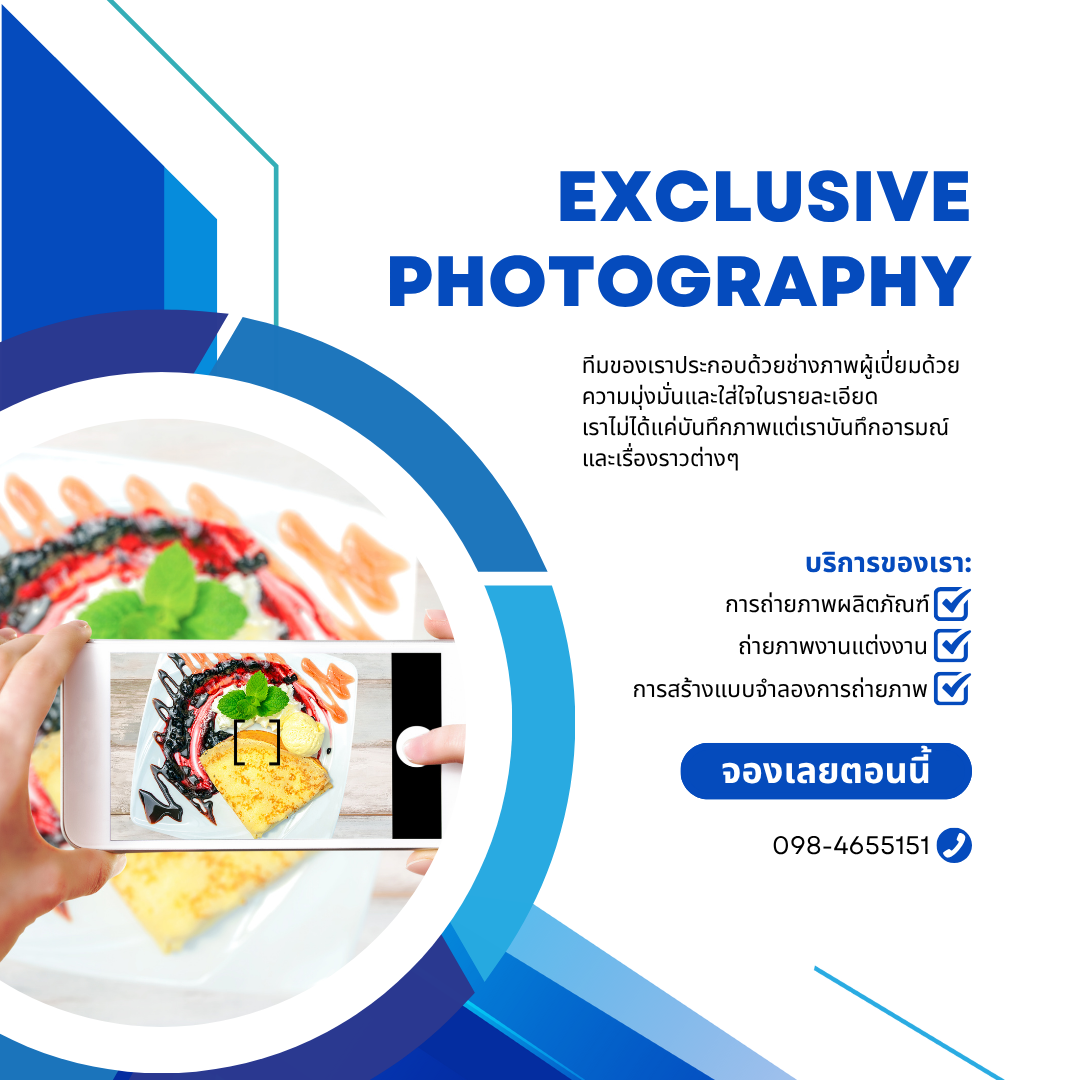 EXCLUSIVE
PHOTOGRAPHY
ทีมของเราประกอบด้วยช่างภาพผู้เปี่ยมด้วย
ความมุ่งมั่นและใส่ใจในรายละเอียด
เราไม่ได้แค่บันทึกภาพแต่เราบันทึกอารมณ์
และเรื่องราวต่างๆ
บริการของเรา:
การถ่ายภาพผลิตภัณฑ์
ถ่ายภาพงานแต่งงาน
การสร้างแบบจำลองการถ่ายภาพ
จองเลยตอนนี้
098-4655151